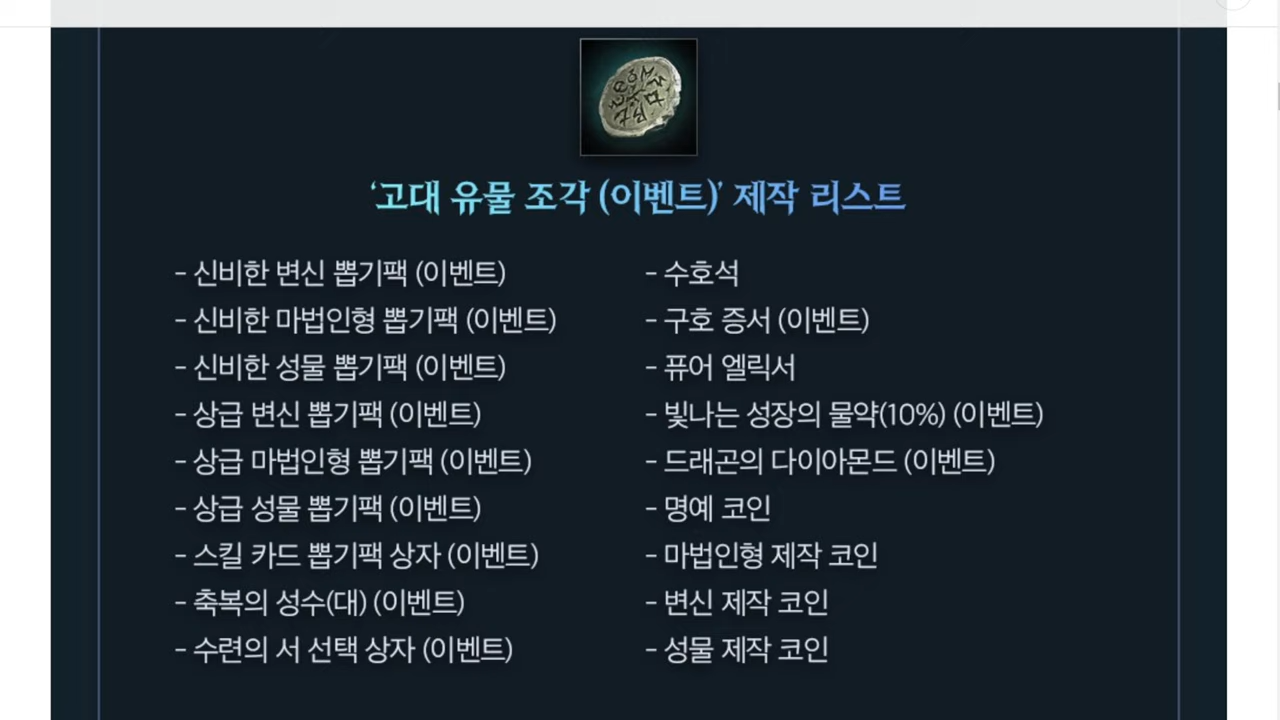 ‘고대 유물 조각 (이벤트)’ 제작 리스트
- 신비한 변신 뽑기팩 (이벤트)
- 신비한 마법인형 뽑기팩 (이벤트)
- 신비한 성물 뽑기팩 (이벤트)
- 상급 변신 뽑기팩 (이벤트)
- 상급 마법인형 뽑기팩 (이벤트)
- 상급 성물 뽑기팩 (이벤트)
- 스킬 카드 뽑기팩 상자 (이벤트)
- 축복의 성수(대) (이벤트)
- 수련의 서 선택 상자 (이벤트)
- 수호석
- 구호 증서 (이벤트)
- 퓨어 엘릭서
- 빛나는 성장의 물약(10%) (이벤트)
- 드래곤의 다이아몬드 (이벤트)
- 명예 코인
- 마법인형 제작 코인
- 변신 제작 코인
- 성물 제작 코인